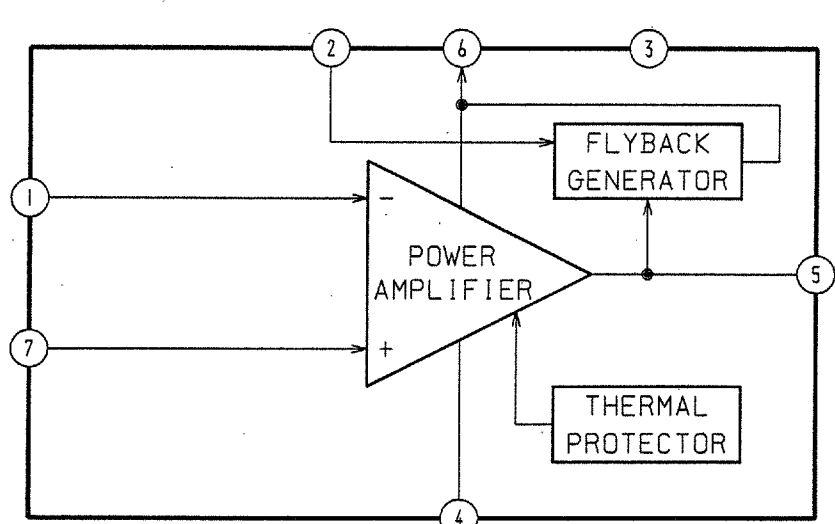 2
6
3
FLYBACK
GENERATOR
1
-
POWER
AMPLIFIER
5
7
+
THERMAL
PROTECTOR
4